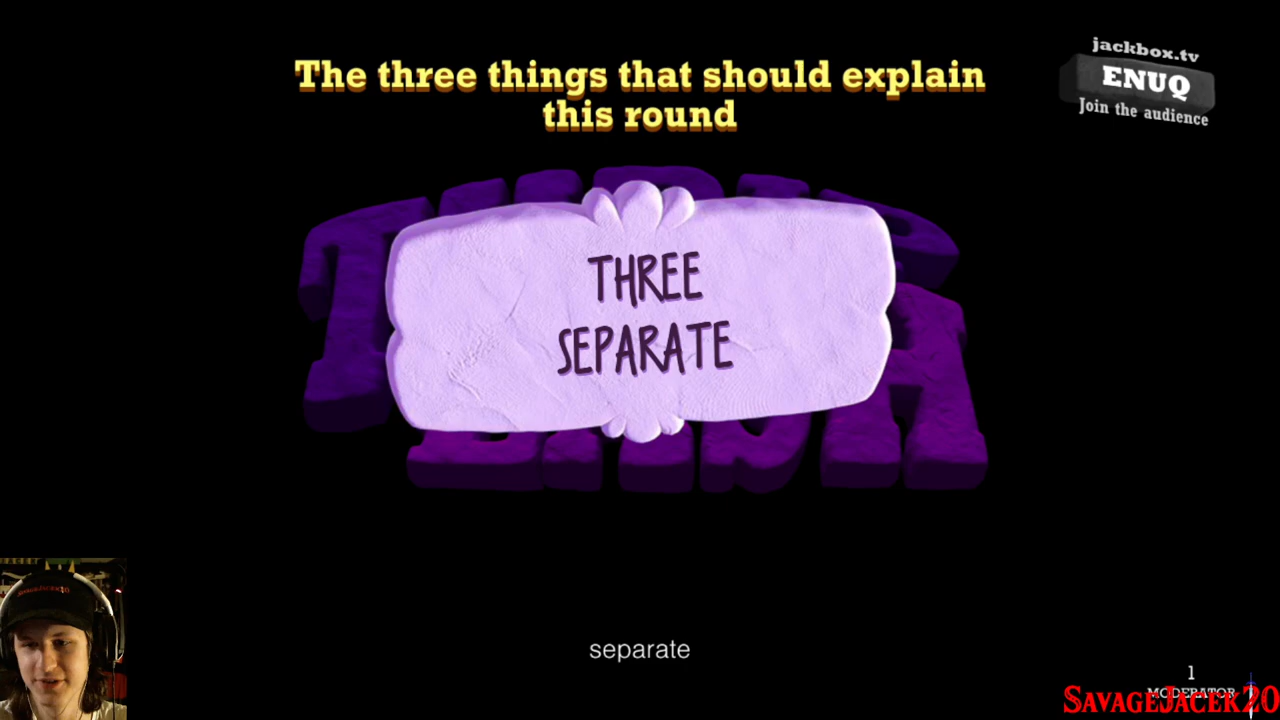 The three things that should explain
this round
jackbox.tv
ENUQ
Join the audience
THREE
SEPARATE
separate
1
MODERATOR
SAVAGEJACEK20